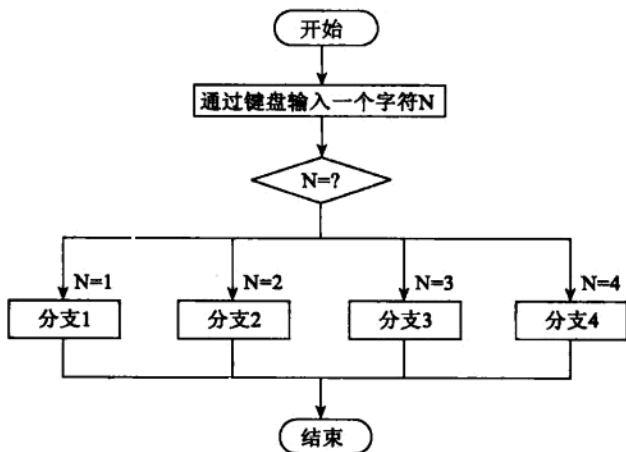 开始
通过键盘输入一个字符N
N=?
N=1
N=2
N=3
N=4
分支1
分支2
分支3
分支4
结束